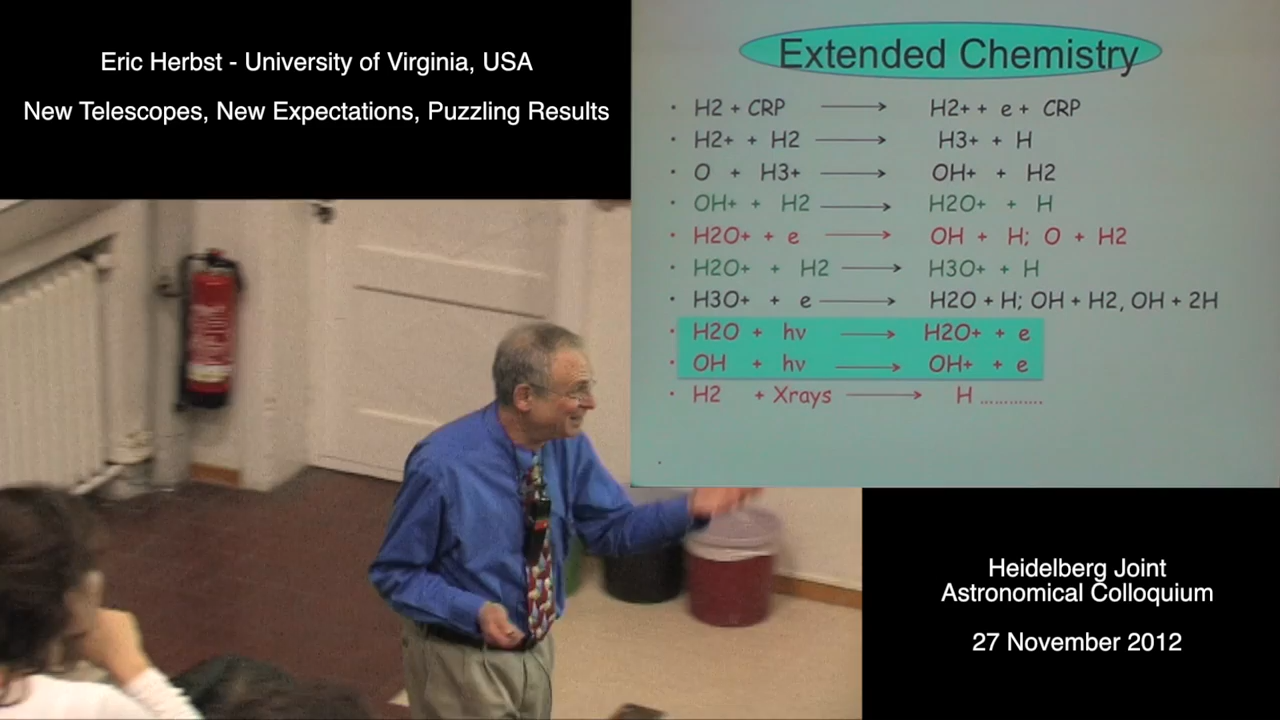 Eric Herbst - University of Virginia, USA
New Telescopes, New Expectations, Puzzling Results
Extended Chemistry
• H2 + CRP ⟶ H2+ + e + CRP
• H2+ + H2 ⟶ H3+ + H
• O + H3+ ⟶ OH+ + H2
• OH+ + H2 ⟶ H2O+ + H
• H2O+ + e ⟶ OH + H; O + H2
• H2O+ + H2 ⟶ H3O+ + H
• H3O+ + e ⟶ H2O + H; OH + H2, OH + 2H
• H2O + hν ⟶ H2O+ + e
• OH + hν ⟶ OH+ + e
• H2 + Xrays ⟶ H .............
Heidelberg Joint
Astronomical Colloquium
27 November 2012